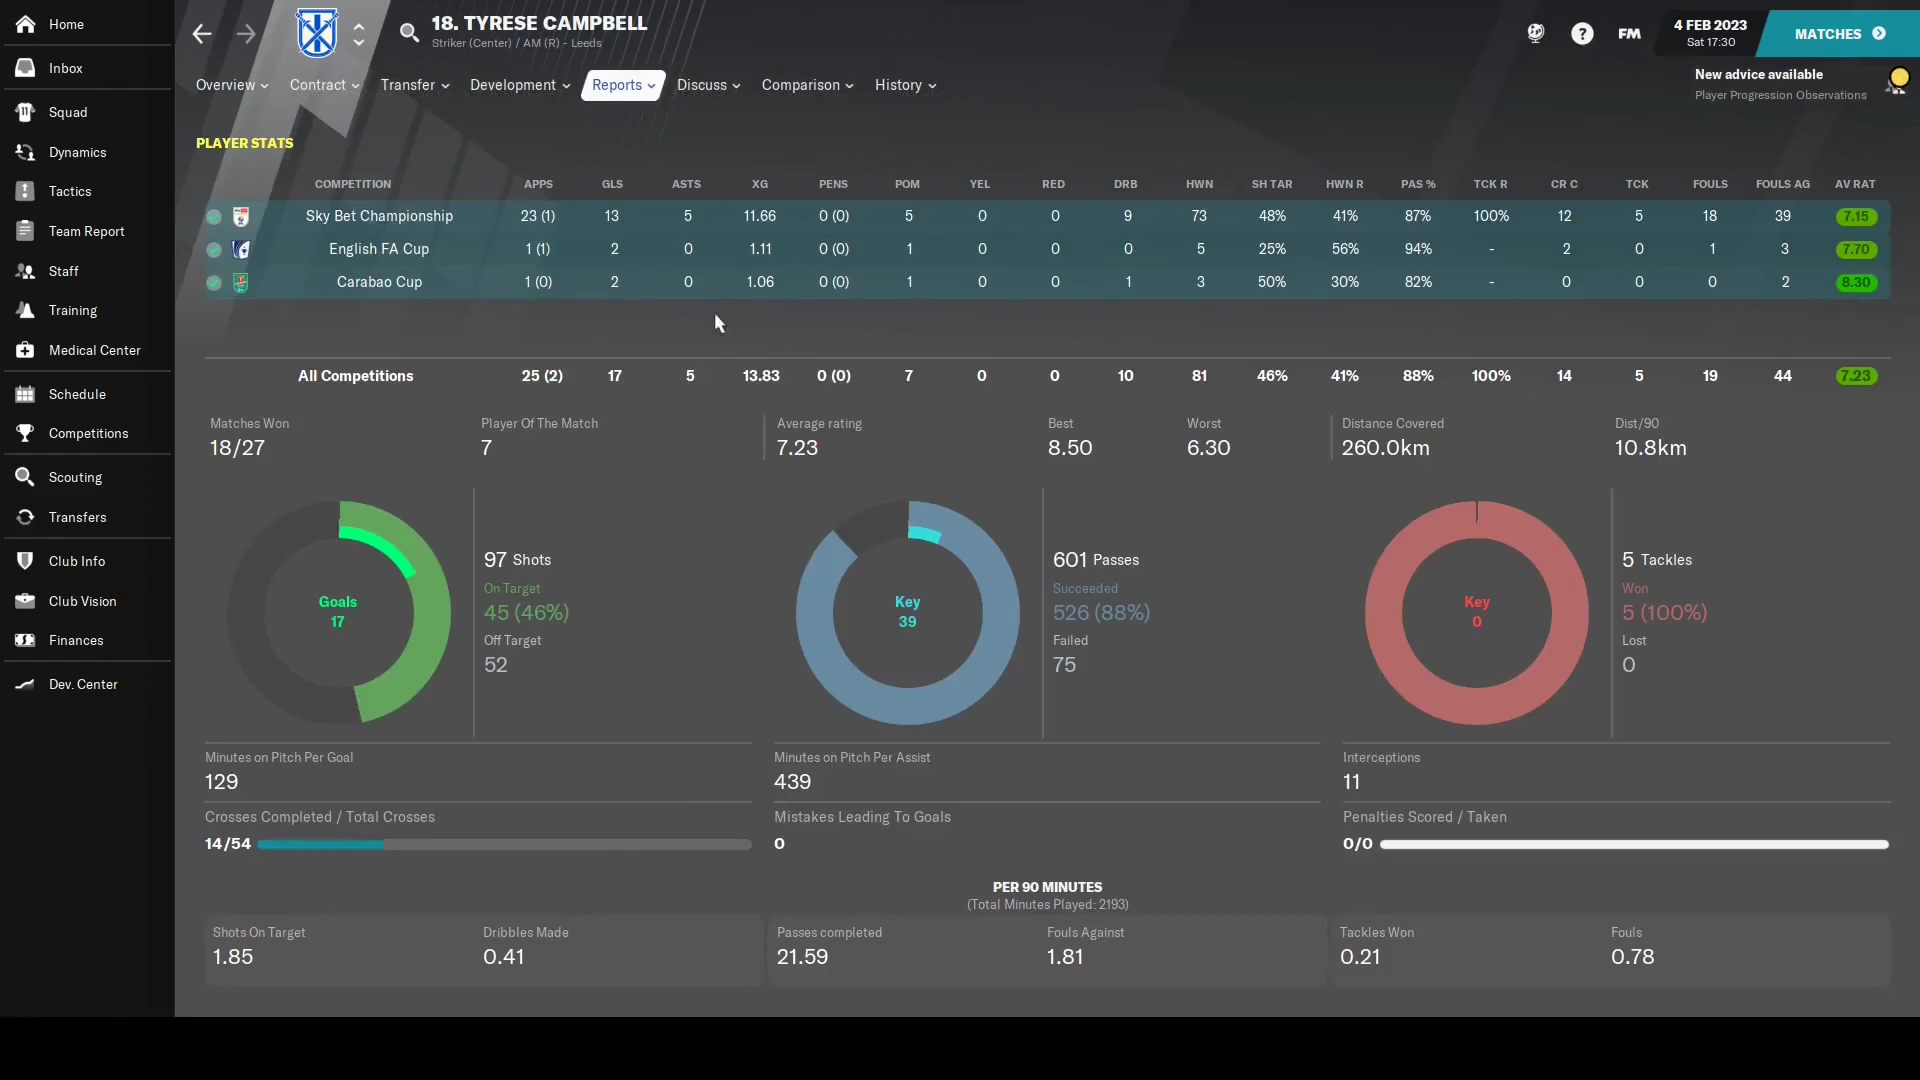 Home
Inbox
Squad
Dynamics
Tactics
Team Report
Staff
Training
Medical Center
Schedule
Competitions
Scouting
Transfers
Club Info
Club Vision
Finances
Dev. Center
18. TYRESE CAMPBELL
Striker (Center) / AM (R) - Leeds
? FM
4 FEB 2023
Sat 17:30
MATCHES
New advice available
Player Progression Observations
Overview Contract Transfer Development Reports Discuss Comparison History
PLAYER STATS
COMPETITION APPS GLS ASTS XG PENS POM YEL RED DRB HWN SH TAR HWN R PAS % TCK R CR C TCK FOULS FOULS AG AV RAT
Sky Bet Championship 23 (1) 13 5 11.66 0 (0) 5 0 0 9 73 48% 41% 87% 100% 12 5 18 39 7.15
English FA Cup 1 (1) 2 0 1.11 0 (0) 1 0 0 0 5 25% 56% 94% - 2 0 1 3 7.70
Carabao Cup 1 (0) 2 0 1.06 0 (0) 1 0 0 1 3 50% 30% 82% - 0 0 0 2 8.30
All Competitions 25 (2) 17 5 13.83 0 (0) 7 0 0 10 81 46% 41% 88% 100% 14 5 19 44 7.23
Matches Won Player Of The Match Average rating Best Worst Distance Covered Dist/90
18/27 7 7.23 8.50 6.30 260.0km 10.8km
Goals
17
97 Shots
On Target
45 (46%)
Off Target
52
Key
39
601 Passes
Succeeded
526 (88%)
Failed
75
Key
0
5 Tackles
Won
5 (100%)
Lost
0
Minutes on Pitch Per Goal Minutes on Pitch Per Assist Interceptions
129 439 11
Crosses Completed / Total Crosses Mistakes Leading To Goals Penalties Scored / Taken
14/54 0 0/0
PER 90 MINUTES
(Total Minutes Played: 2193)
Shots On Target Dribbles Made Passes completed Fouls Against Tackles Won Fouls
1.85 0.41 21.59 1.81 0.21 0.78